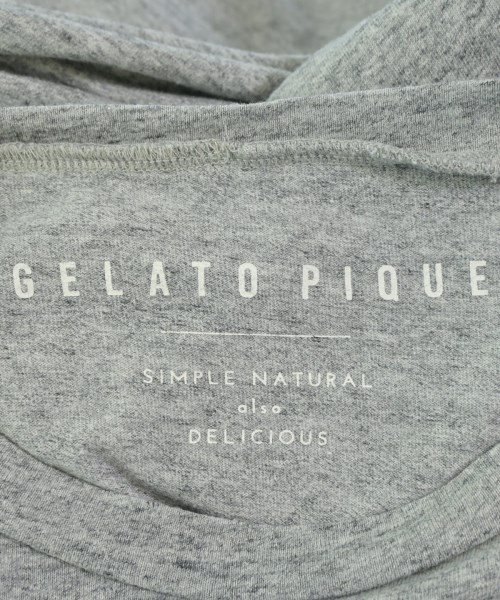 GELATO PIQUE
SIMPLE NATURAL
also
DELICIOUS